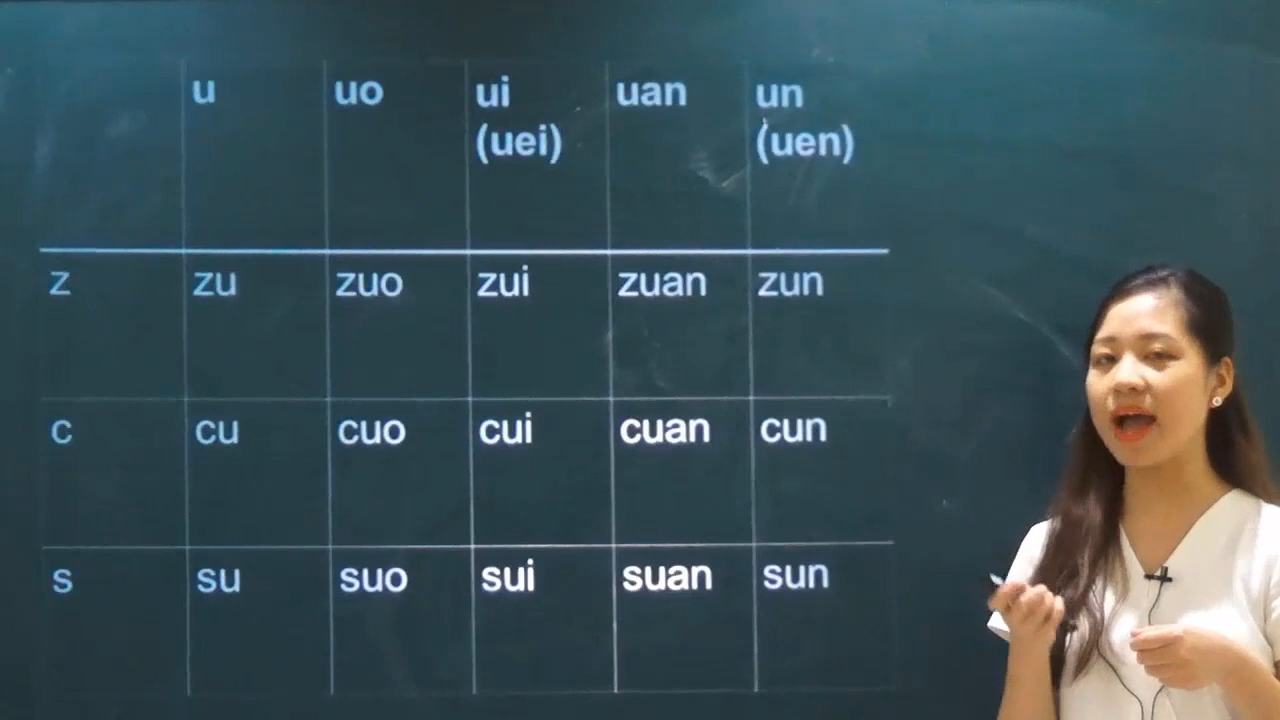 u uo ui uan un
(uei) (uen)
z zu zuo zui zuan zun
c cu cuo cui cuan cun
s su suo sui suan sun